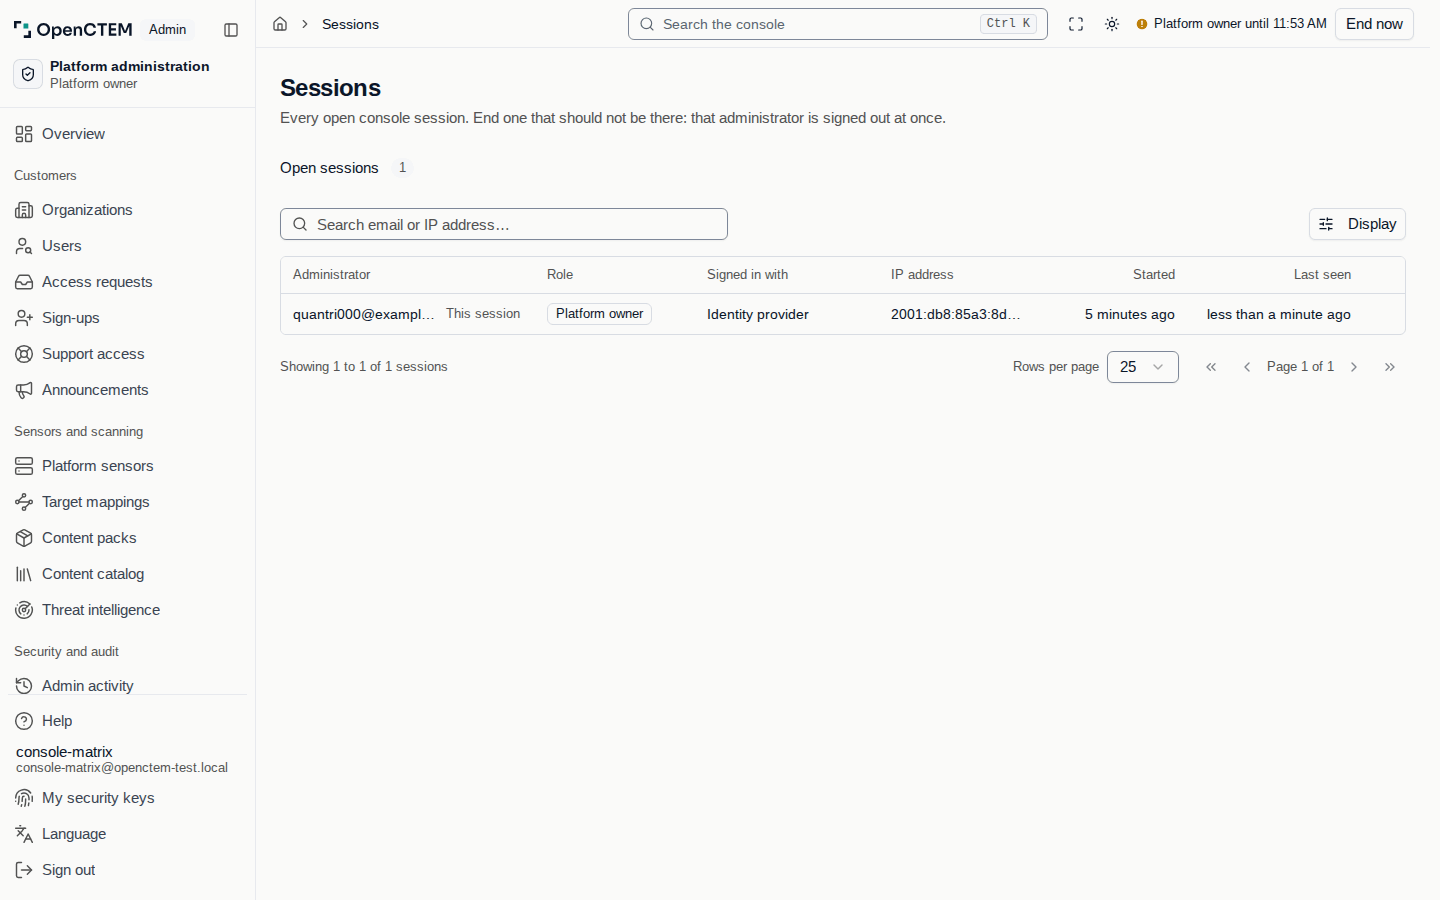 OpenCTEM
Admin
Platform administration
Platform owner
Overview
Customers
Organizations
Users
Access requests
Sign-ups
Support access
Announcements
Sensors and scanning
Platform sensors
Target mappings
Content packs
Content catalog
Threat intelligence
Security and audit
Admin activity
Help
console-matrix
console-matrix@openctem-test.local
My security keys
Language
Sign out
Sessions
Search the console
Ctrl K
Platform owner until 11:53 AM
End now
Sessions
Every open console session. End one that should not be there: that administrator is signed out at once.
Open sessions 1
Search email or IP address…
Display
Administrator Role Signed in with IP address Started Last seen
quantri000@exampl… This session Platform owner Identity provider 2001:db8:85a3:8d… 5 minutes ago less than a minute ago
Showing 1 to 1 of 1 sessions
Rows per page 25 Page 1 of 1